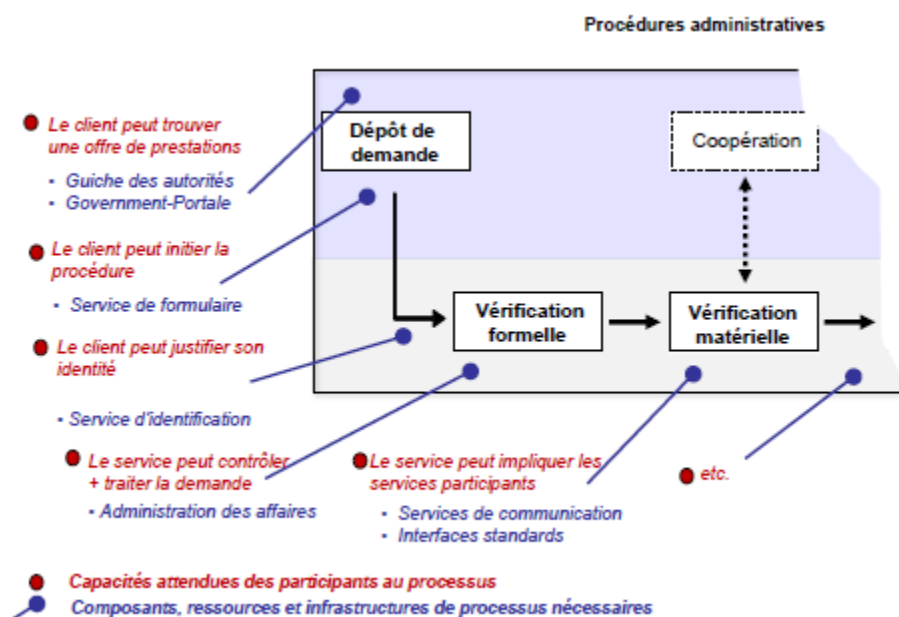 Procédures administratives
Le client peut trouver
une offre de prestations
• Guiche des autorités
• Government-Portale
Dépôt de
demande
Coopération
Le client peut initier la
procédure
• Service de formulaire
Vérification
formelle
Vérification
matérielle
Le client peut justifier son
identité
• Service d'identification
Le service peut contrôler
+ traiter la demande
• Administration des affaires
Le service peut impliquer les
services participants
• Services de communication
• Interfaces standards
etc.
Capacités attendues des participants au processus
Composants, ressources et infrastructures de processus nécessaires